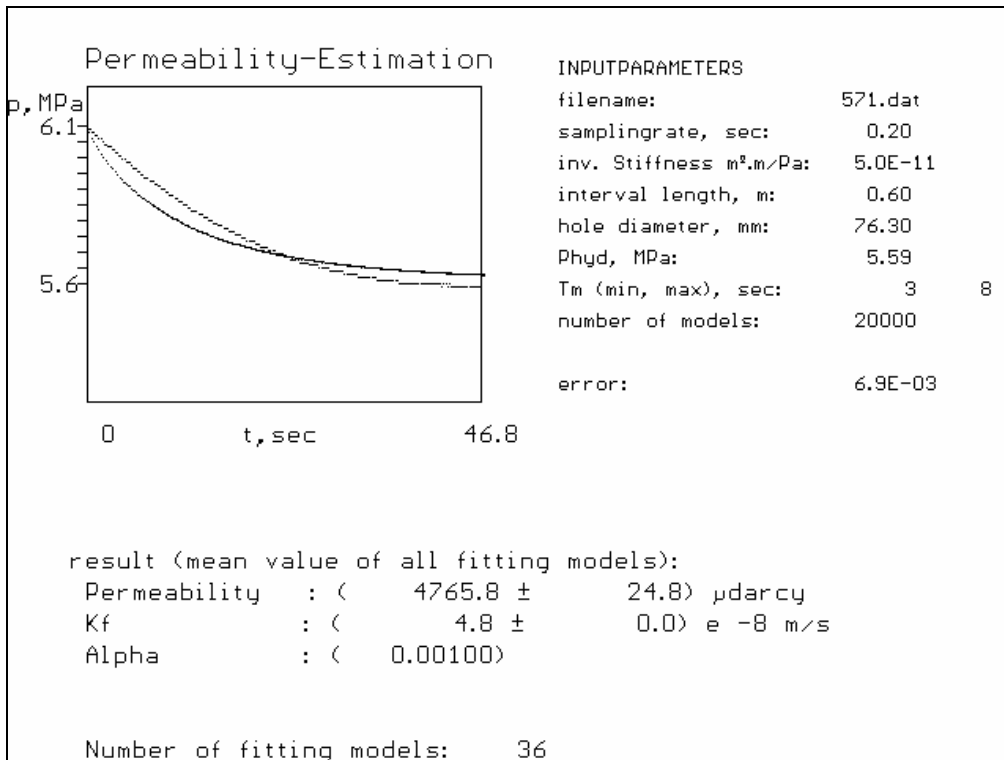 Permeability-Estimation
p,MPa
6.1
5.6
0 t,sec 46.8
INPUTPARAMETERS
filename: 571.dat
samplingrate, sec: 0.20
inv. Stiffness m².m/Pa: 5.0E-11
interval length, m: 0.60
hole diameter, mm: 76.30
Phyd, MPa: 5.59
Tm (min, max), sec: 3 8
number of models: 20000
error: 6.9E-03
result (mean value of all fitting models):
Permeability : ( 4765.8 ± 24.8) µdarcy
Kf : ( 4.8 ± 0.0) e -8 m/s
Alpha : ( 0.00100)
Number of fitting models: 36